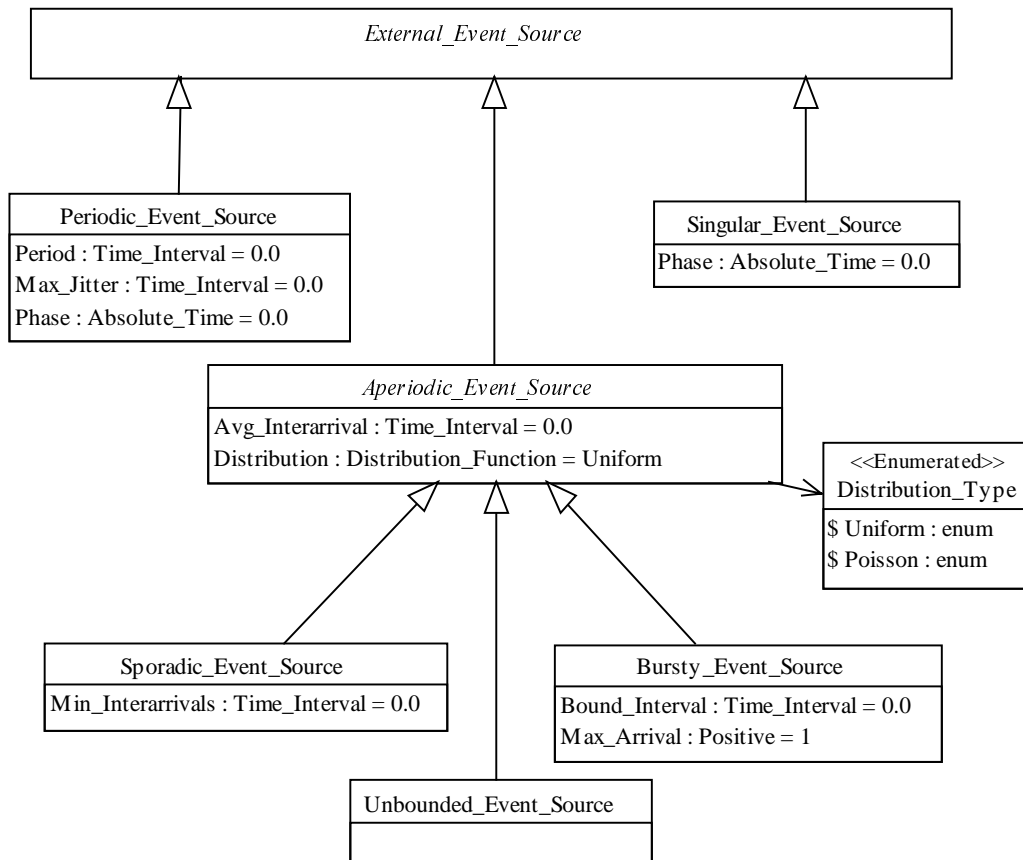 External_Event_Source
Periodic_Event_Source
Period : Time_Interval = 0.0
Max_Jitter : Time_Interval = 0.0
Phase : Absolute_Time = 0.0
Singular_Event_Source
Phase : Absolute_Time = 0.0
Aperiodic_Event_Source
Avg_Interarrival : Time_Interval = 0.0
Distribution : Distribution_Function = Uniform
<<Enumerated>>
Distribution_Type
$ Uniform : enum
$ Poisson : enum
Sporadic_Event_Source
Min_Interarrivals : Time_Interval = 0.0
Bursty_Event_Source
Bound_Interval : Time_Interval = 0.0
Max_Arrival : Positive = 1
Unbounded_Event_Source